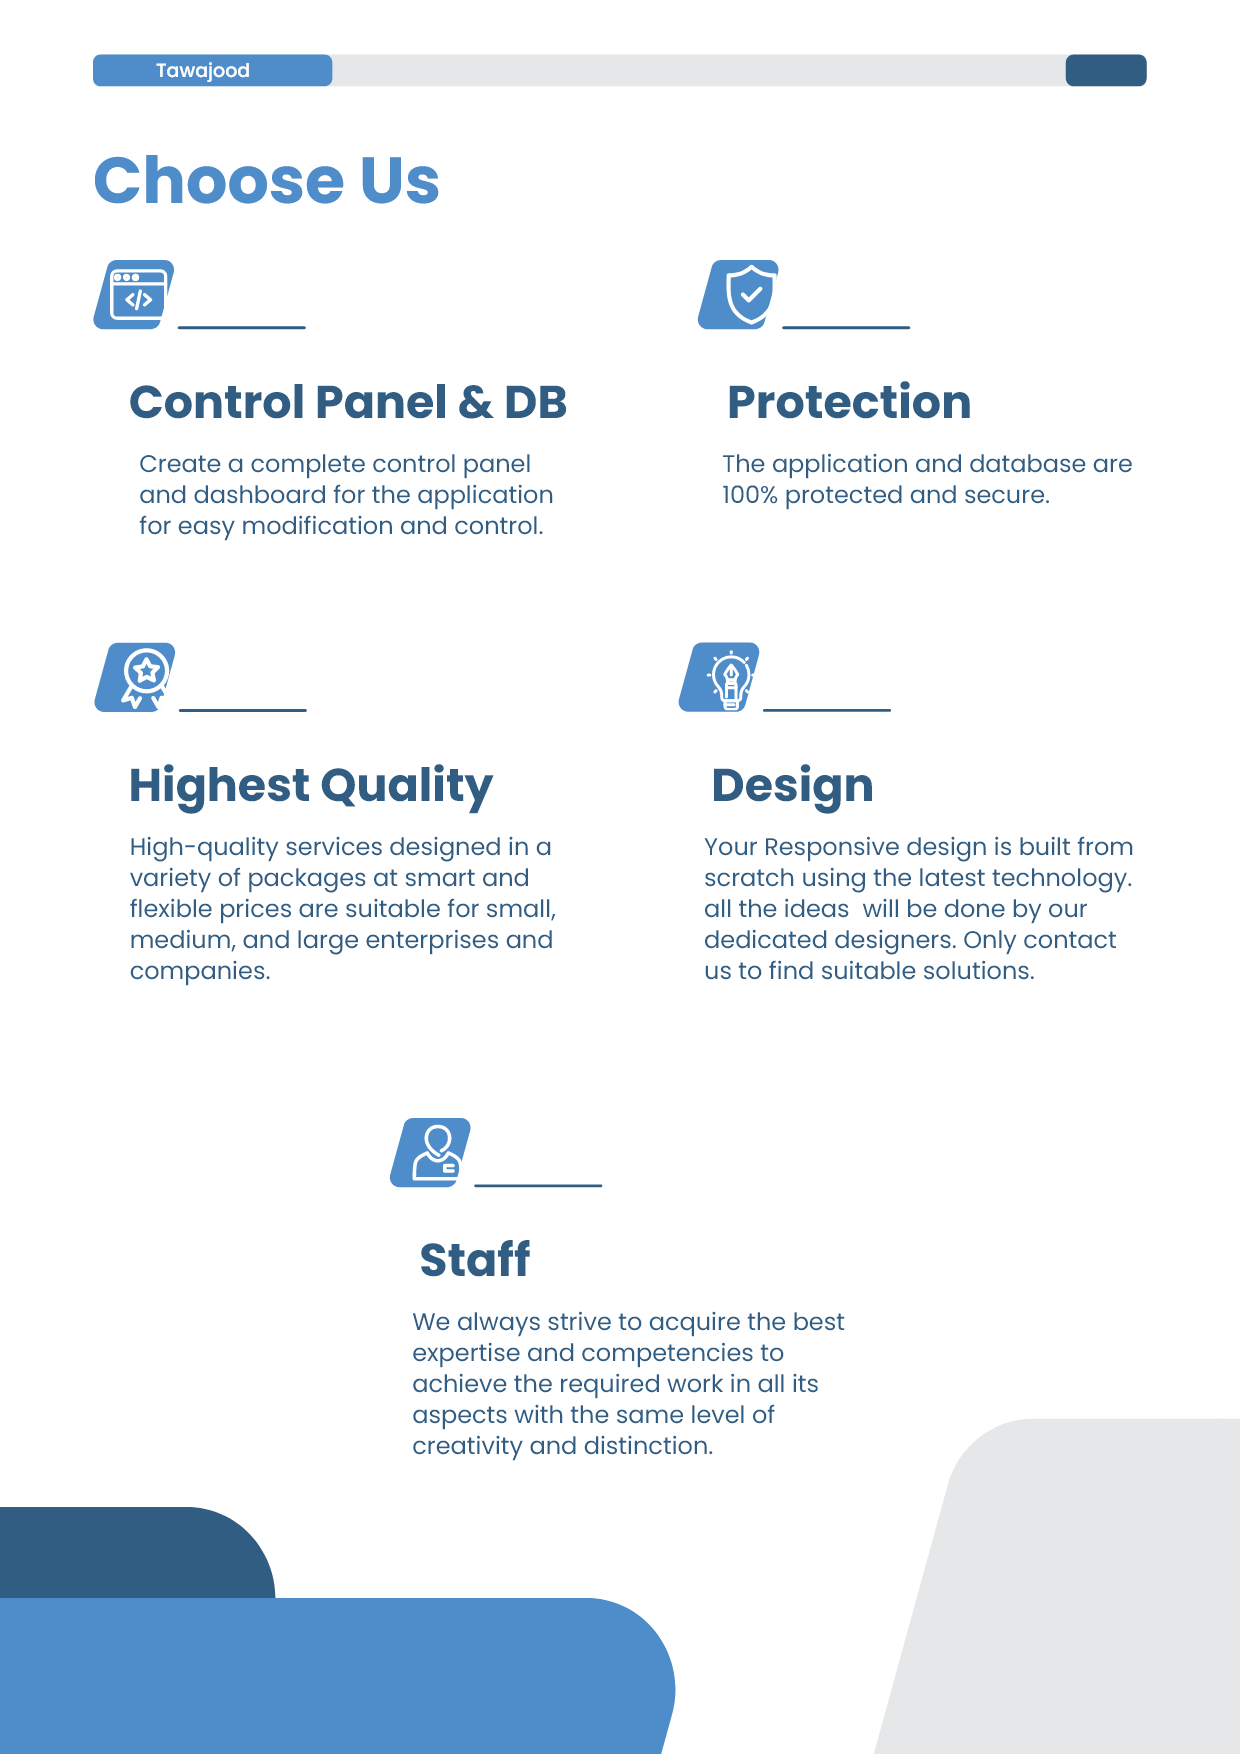 Tawajood
Choose Us
Control Panel & DB
Create a complete control panel
and dashboard for the application
for easy modification and control.
Protection
The application and database are
100% protected and secure.
Highest Quality
High-quality services designed in a
variety of packages at smart and
flexible prices are suitable for small,
medium, and large enterprises and
companies.
Design
Your Responsive design is built from
scratch using the latest technology.
all the ideas  will be done by our
dedicated designers. Only contact
us to find suitable solutions.
Staff
We always strive to acquire the best
expertise and competencies to
achieve the required work in all its
aspects with the same level of
creativity and distinction.